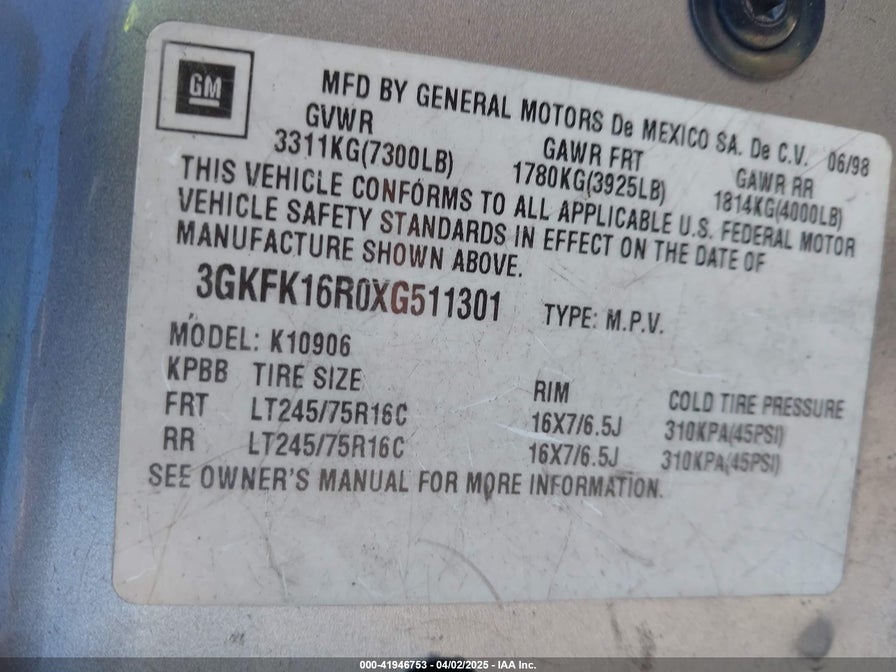 GM
MFD BY GENERAL MOTORS De MEXICO SA. De C.V. 06/98
GVWR GAWR FRT GAWR RR
3311KG(7300LB) 1780KG(3925LB) 1814KG(4000LB)
THIS VEHICLE CONFORMS TO ALL APPLICABLE U.S. FEDERAL MOTOR
VEHICLE SAFETY STANDARDS IN EFFECT ON THE DATE OF
MANUFACTURE SHOWN ABOVE.
3GKFK16R0XG511301 TYPE: M.P.V.
MODEL: K10906
KPBB TIRE SIZE RIM COLD TIRE PRESSURE
FRT LT245/75R16C 16X7/6.5J 310KPA(45PSI)
RR LT245/75R16C 16X7/6.5J 310KPA(45PSI)
SEE OWNER'S MANUAL FOR MORE INFORMATION.
000-41946753 - 04/02/2025 - IAA Inc.